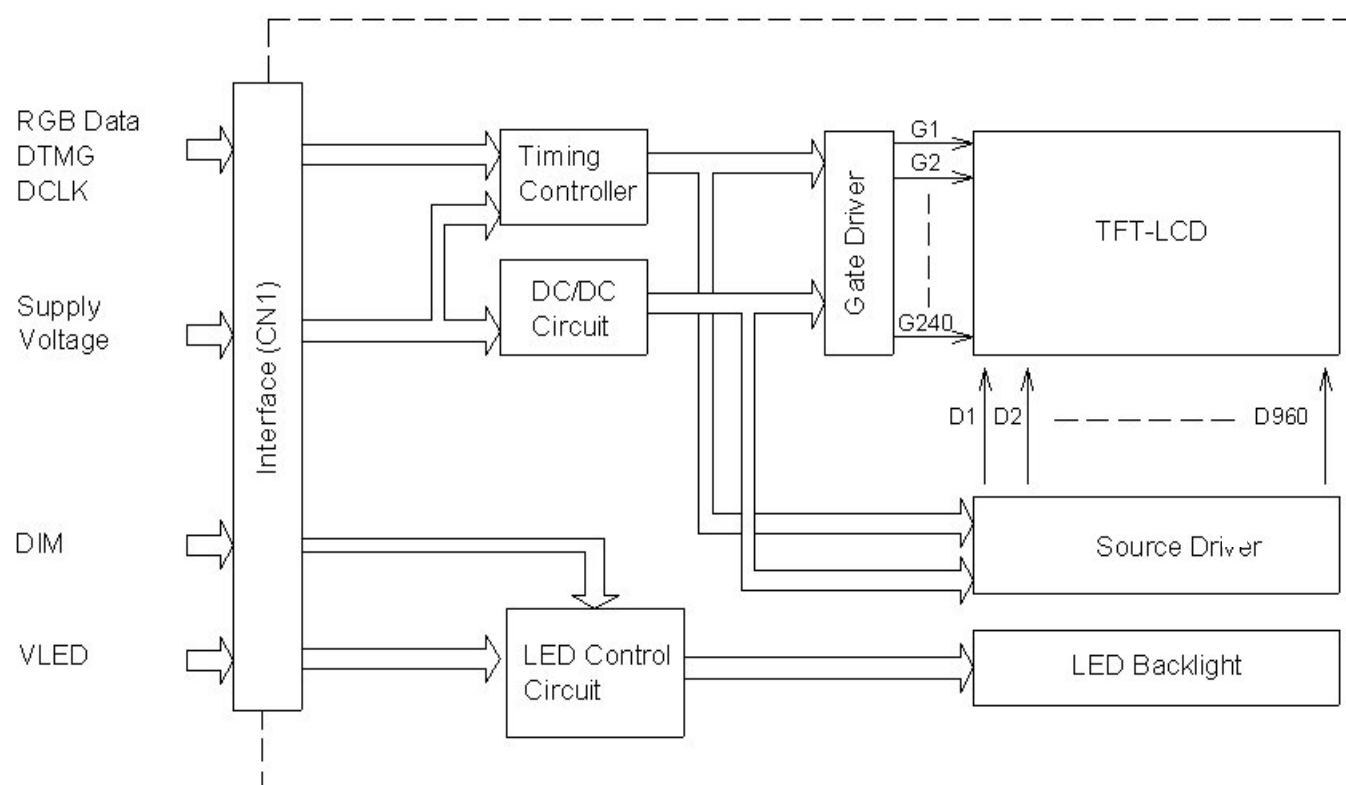 RGB Data
DTMG
DCLK
Supply
Voltage
DIM
VLED
Interface (CN1)
Timing
Controller
DC/DC
Circuit
LED Control
Circuit
Gate Driver
G1
G2
G240
TFT-LCD
D1 D2 D960
Source Driver
LED Backlight